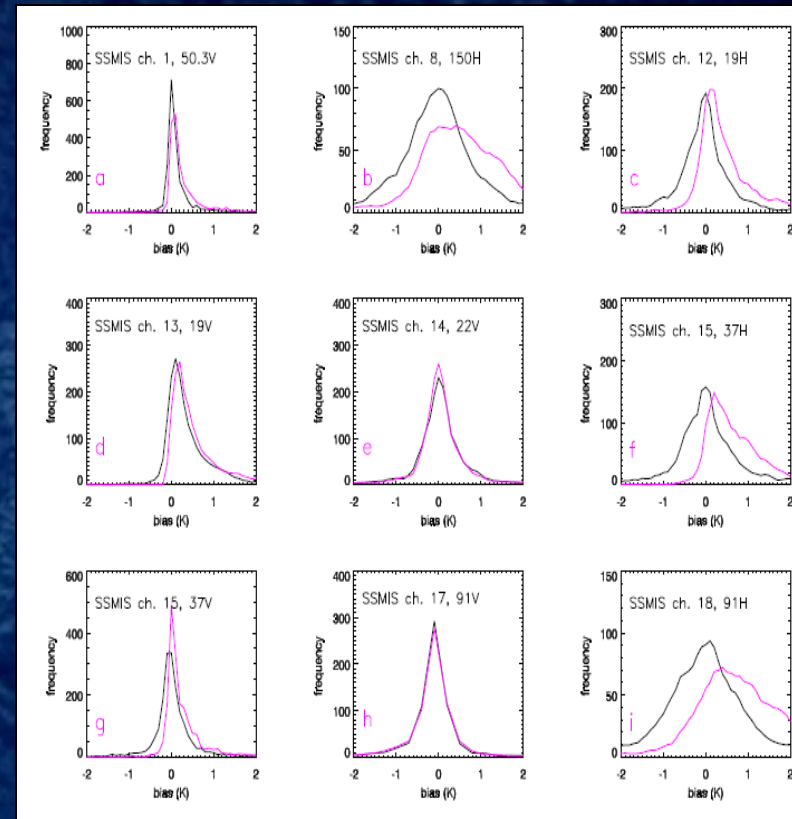 SSMIS ch. 1, 50.3V
1000
800
600
400
200
0
frequency
a
-2 -1 0 1 2
bias (K)
SSMIS ch. 8, 150H
150
100
50
0
frequency
b
-2 -1 0 1 2
bias (K)
SSMIS ch. 12, 19H
300
200
100
0
frequency
c
-2 -1 0 1 2
bias (K)
SSMIS ch. 13, 19V
400
300
200
100
0
frequency
d
-2 -1 0 1 2
bias (K)
SSMIS ch. 14, 22V
400
300
200
100
0
frequency
e
-2 -1 0 1 2
bias (K)
SSMIS ch. 15, 37H
300
200
100
0
frequency
f
-2 -1 0 1 2
bias (K)
SSMIS ch. 15, 37V
600
400
200
0
frequency
g
-2 -1 0 1 2
bias (K)
SSMIS ch. 17, 91V
400
300
200
100
0
frequency
h
-2 -1 0 1 2
bias (K)
SSMIS ch. 18, 91H
150
100
50
0
frequency
i
-2 -1 0 1 2
bias (K)